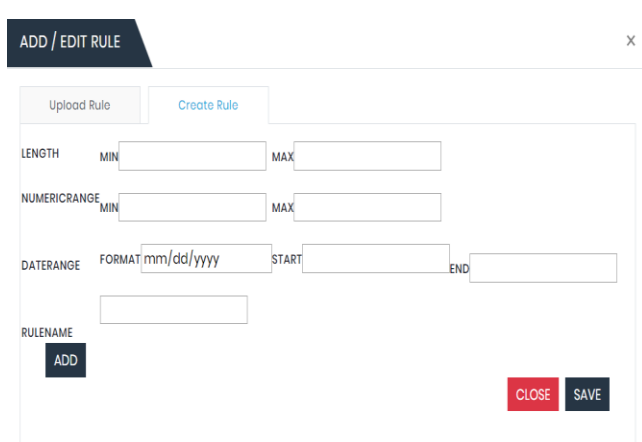 ADD / EDIT RULE x
Upload Rule Create Rule
LENGTH MIN MAX
NUMERICRANGE MIN MAX
DATERANGE FORMAT mm/dd/yyyy START END
RULENAME
ADD
CLOSE SAVE